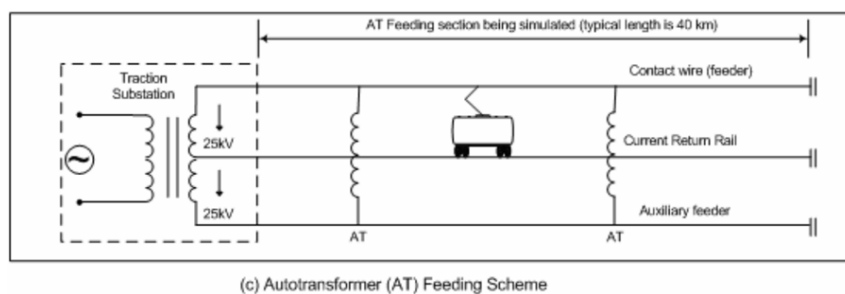 AT Feeding section being simulated (typical length is 40 km)
Traction
Substation
Contact wire (feeder)
25kV
Current Return Rail
25kV
Auxiliary feeder
AT
AT
(c) Autotransformer (AT) Feeding Scheme